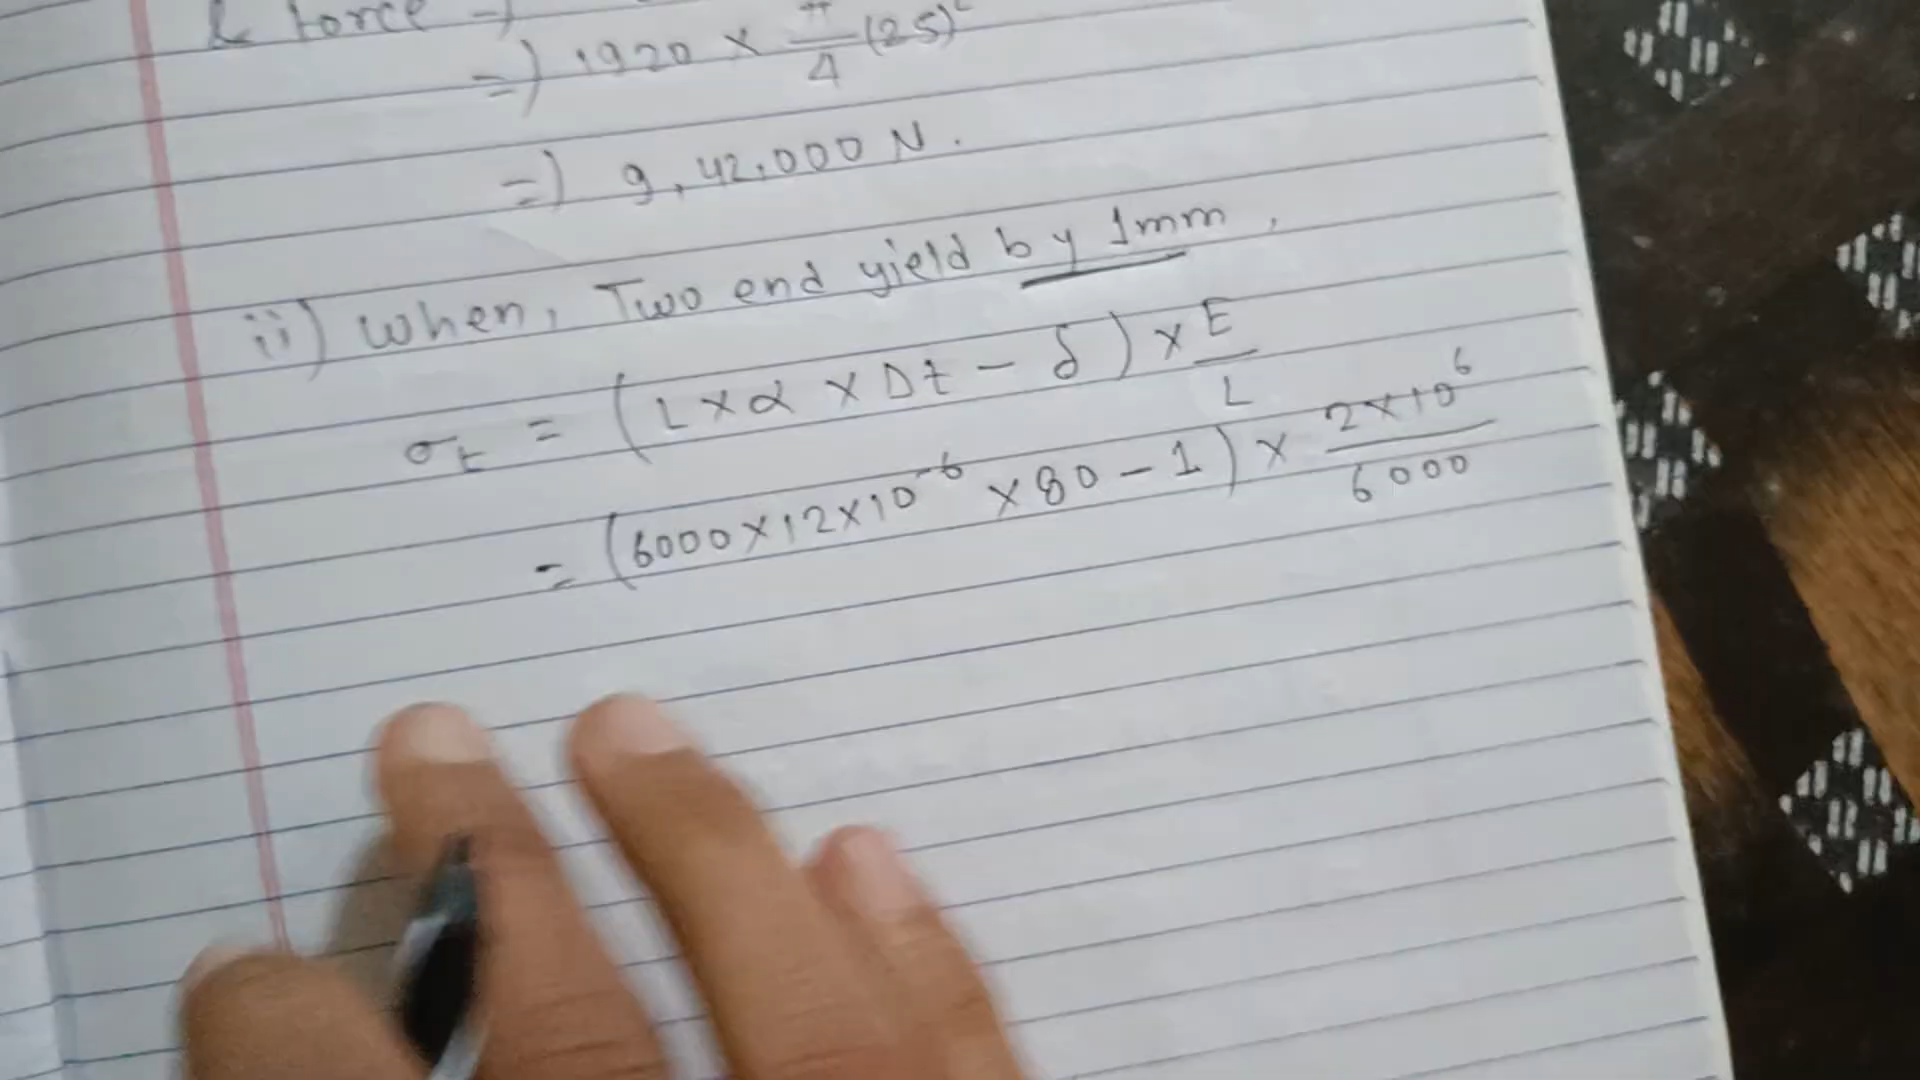 & force →
=) 1920 × π/4 (25)²
=) 9,42,000 N.
ii) When, Two end yield by 1mm,
σt = (L × α × Δt − δ) × E/L
= (6000 × 12 × 10⁻⁶ × 80 − 1) × 2 × 10⁶/6000